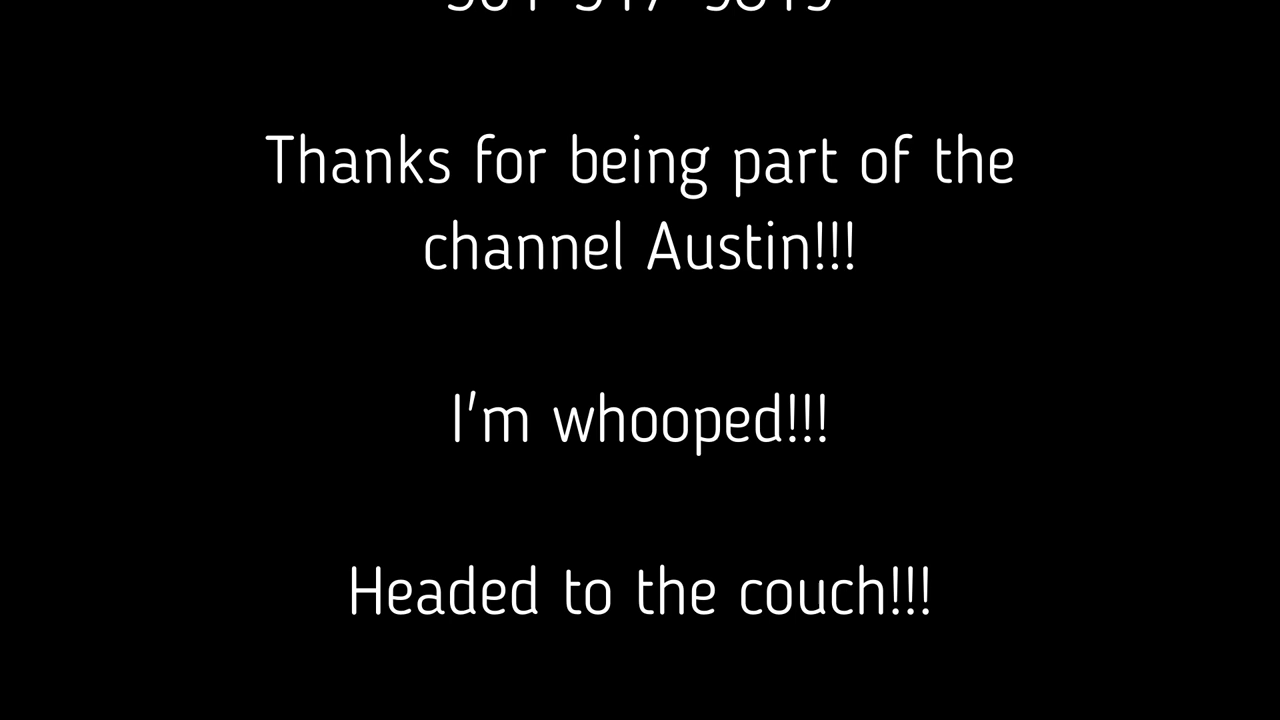 Thanks for being part of the
channel Austin!!!
I'm whooped!!!
Headed to the couch!!!